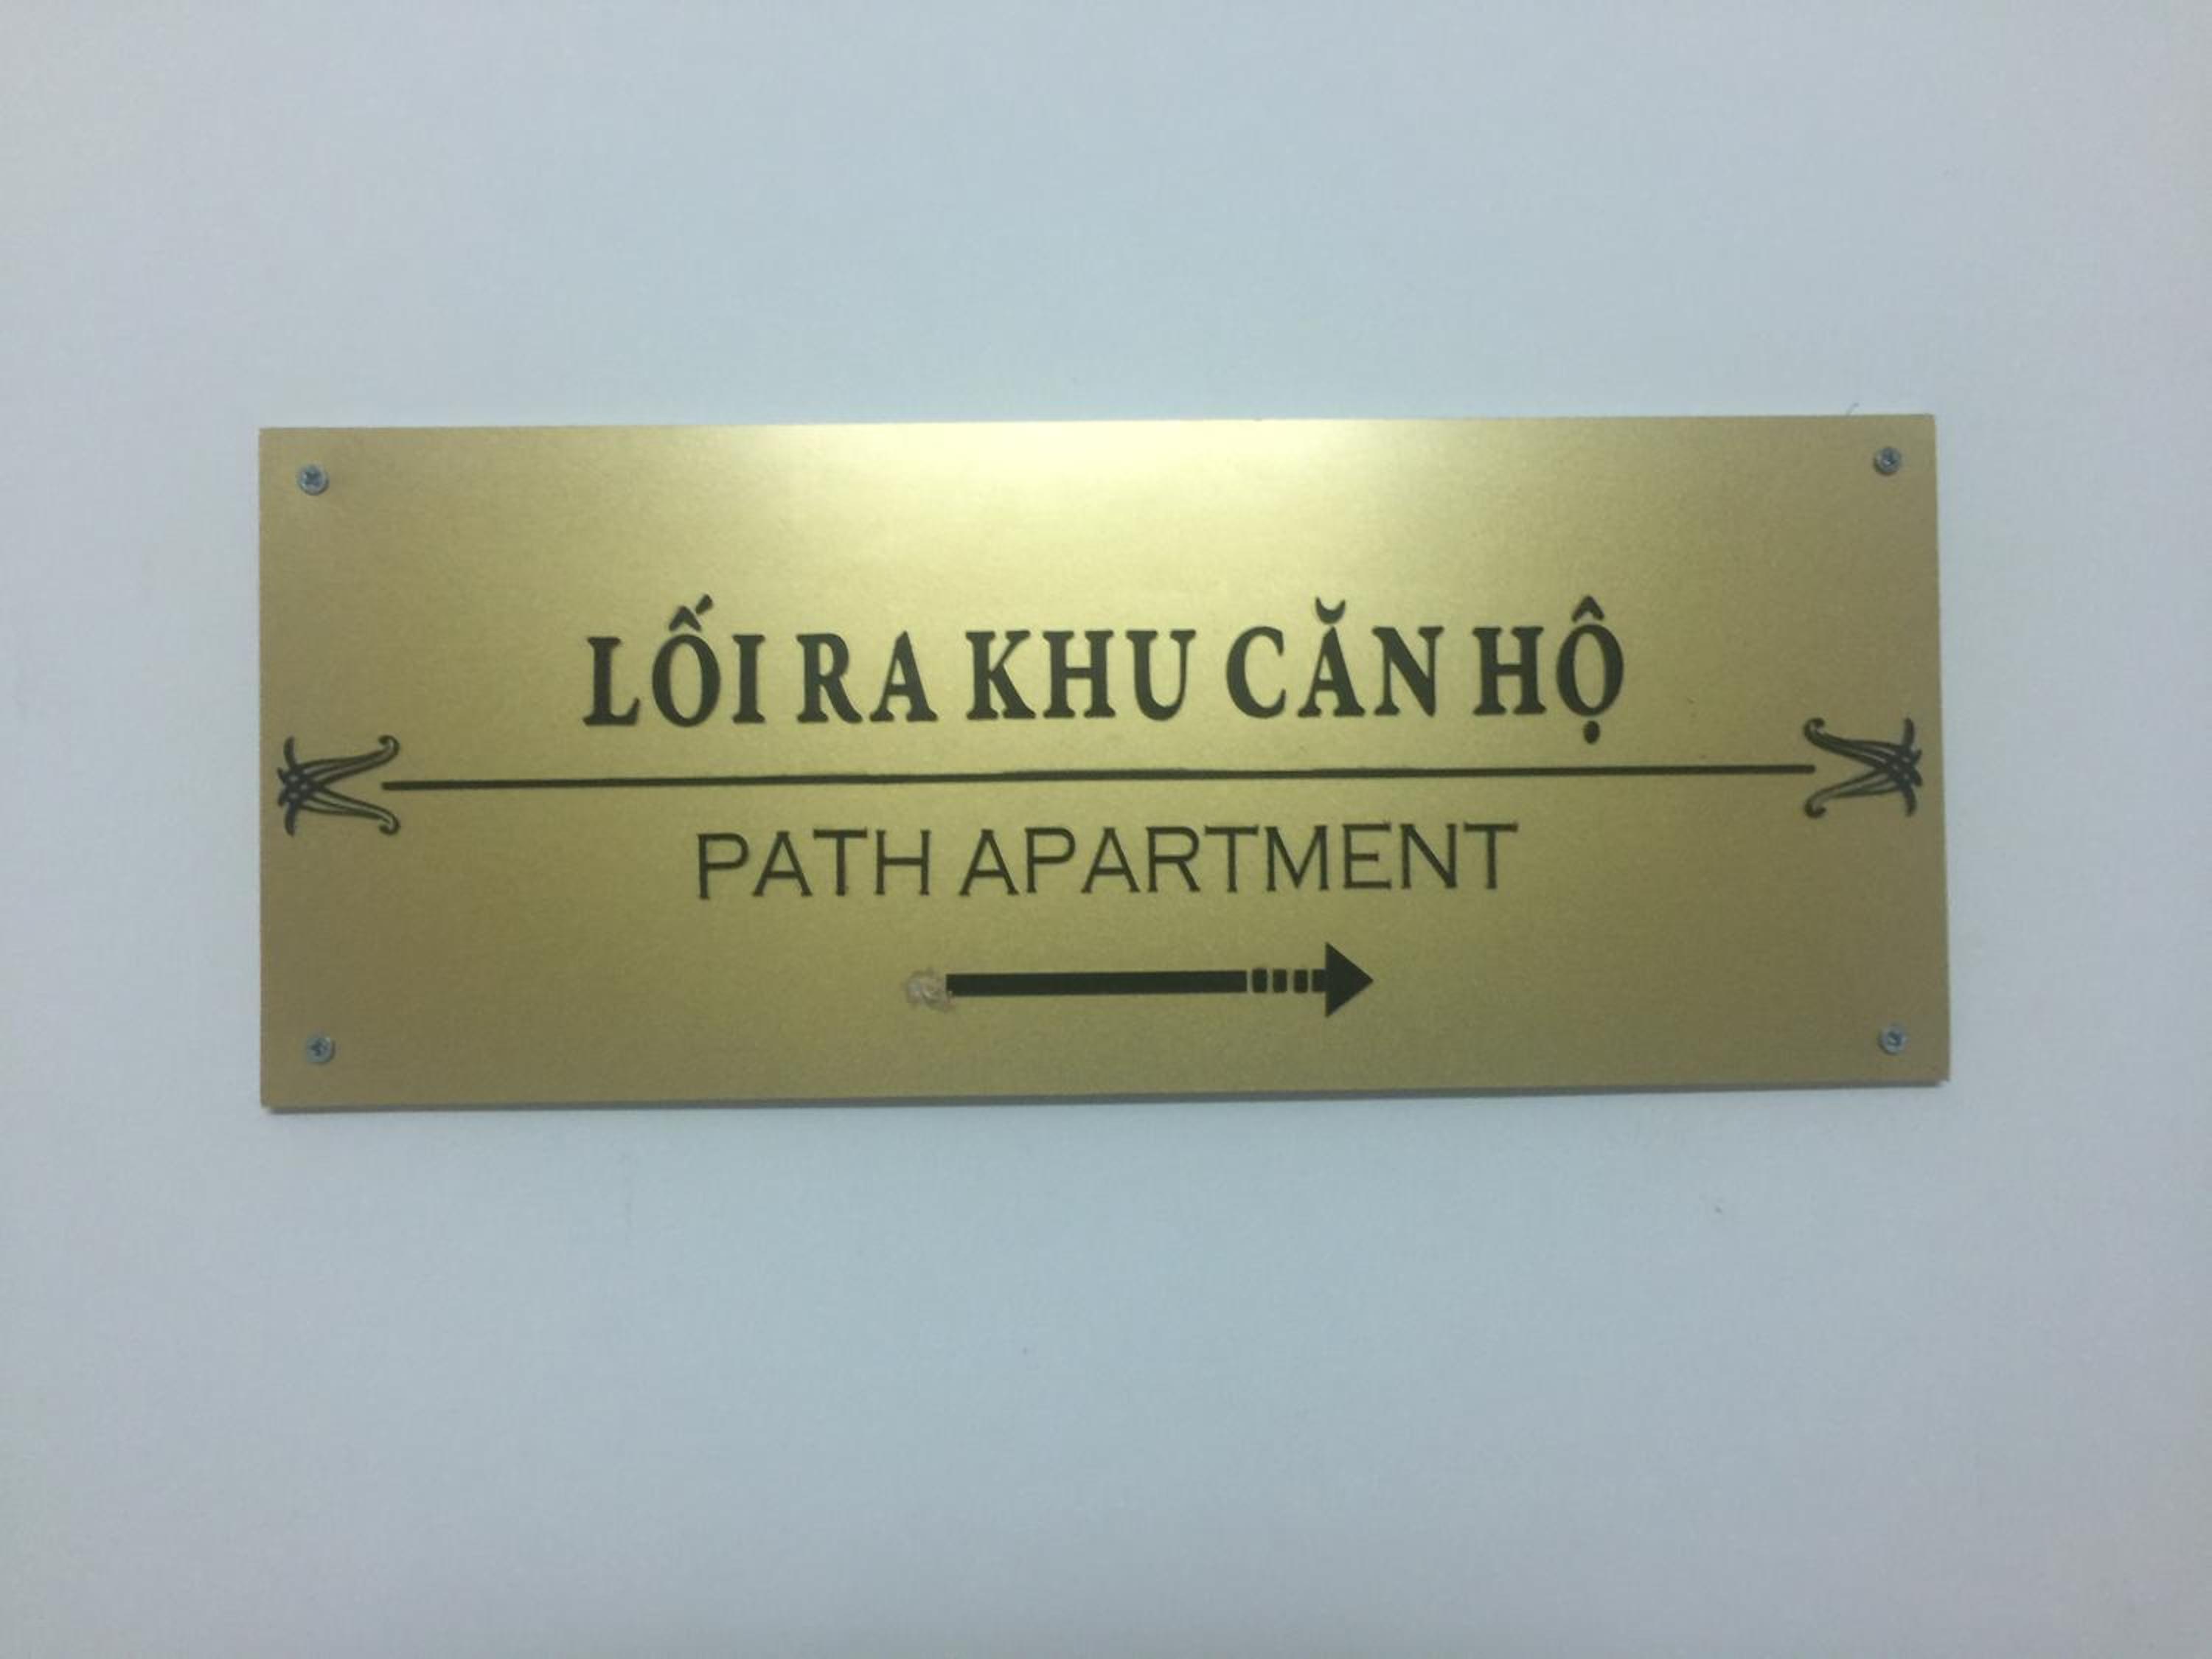 LỐI RA KHU CĂN HỘ
PATH APARTMENT